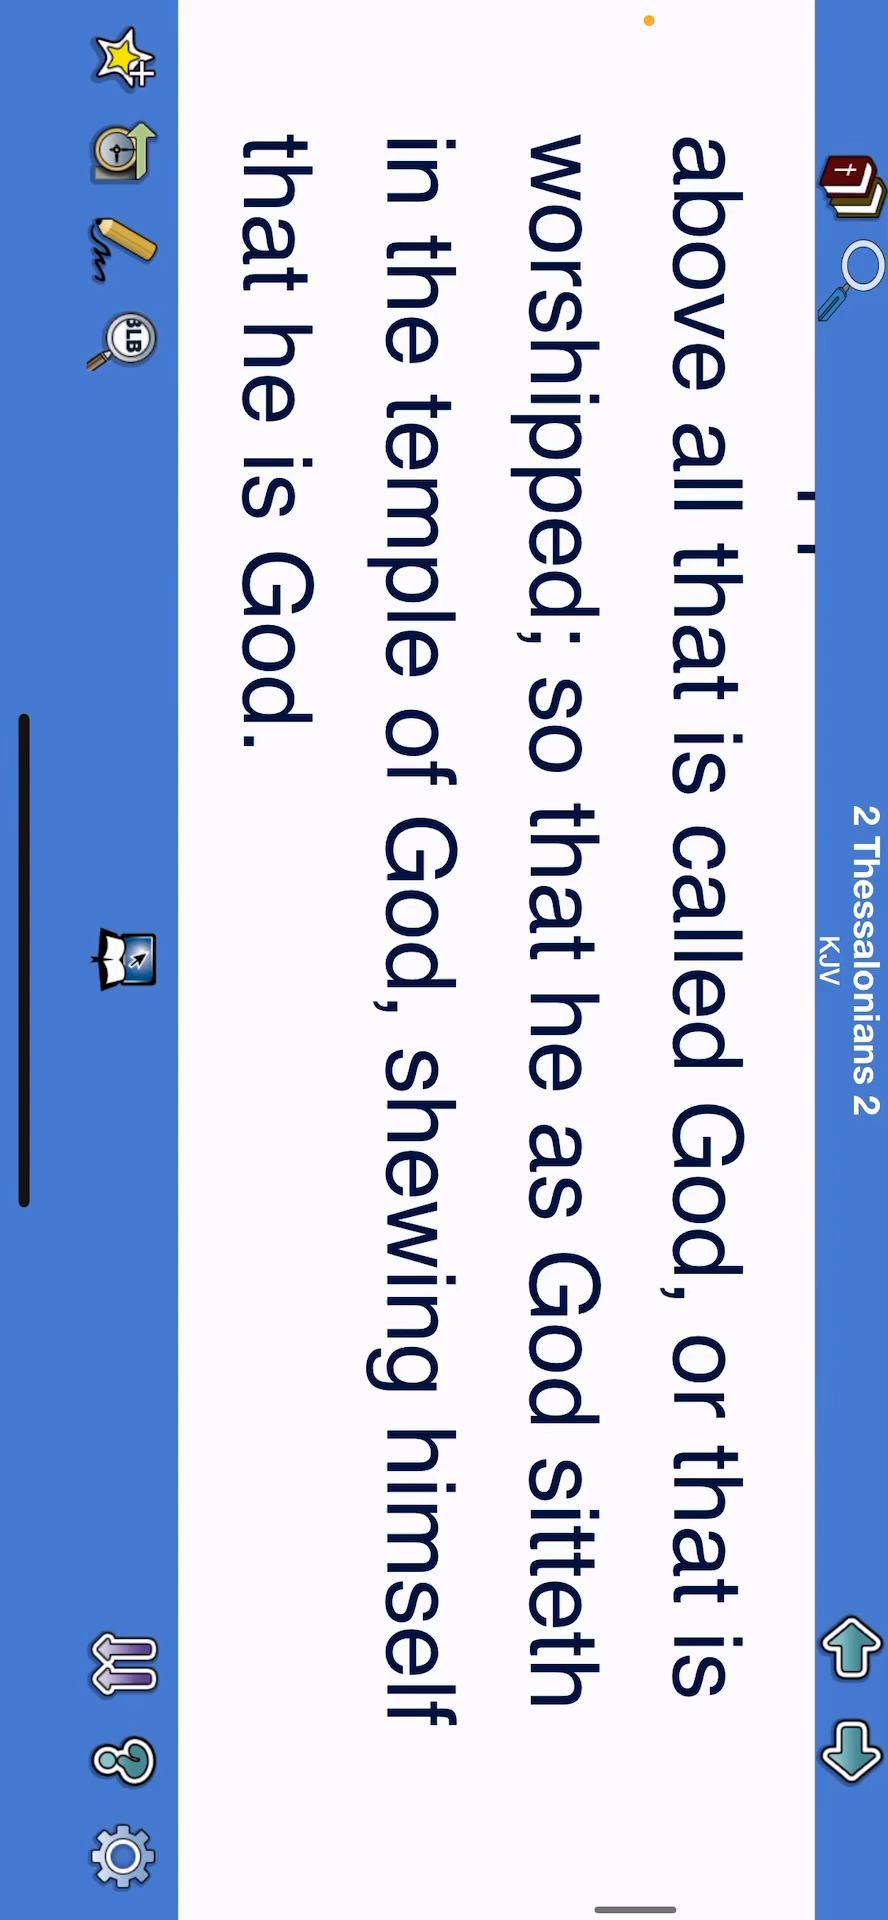 2 Thessalonians 2
KJV
above all that is called God, or that is
worshipped; so that he as God sitteth
in the temple of God, shewing himself
that he is God.
BLB